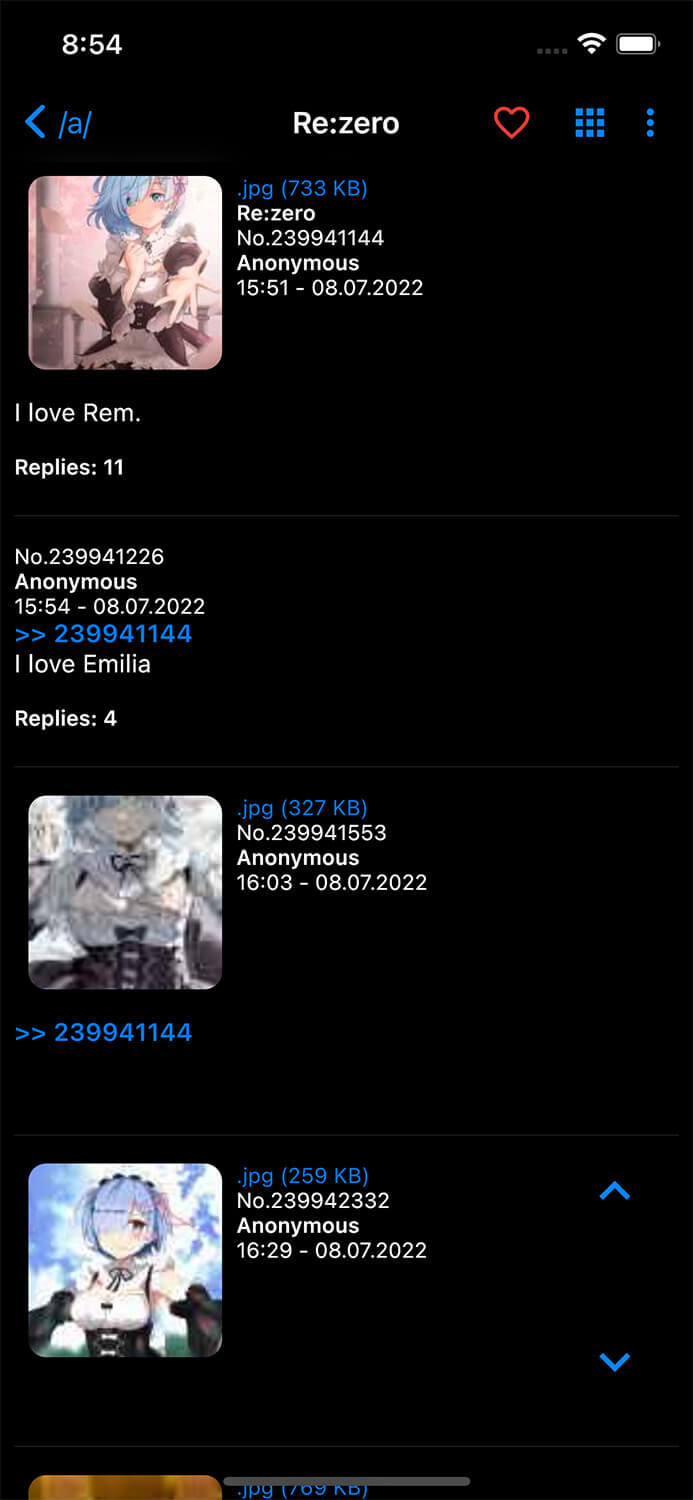 8:54
/a/
Re:zero
.jpg (733 KB)
Re:zero
No.239941144
Anonymous
15:51 - 08.07.2022
I love Rem.
Replies: 11
No.239941226
Anonymous
15:54 - 08.07.2022
>> 239941144
I love Emilia
Replies: 4
.jpg (327 KB)
No.239941553
Anonymous
16:03 - 08.07.2022
>> 239941144
.jpg (259 KB)
No.239942332
Anonymous
16:29 - 08.07.2022
.jpg (769 KB)